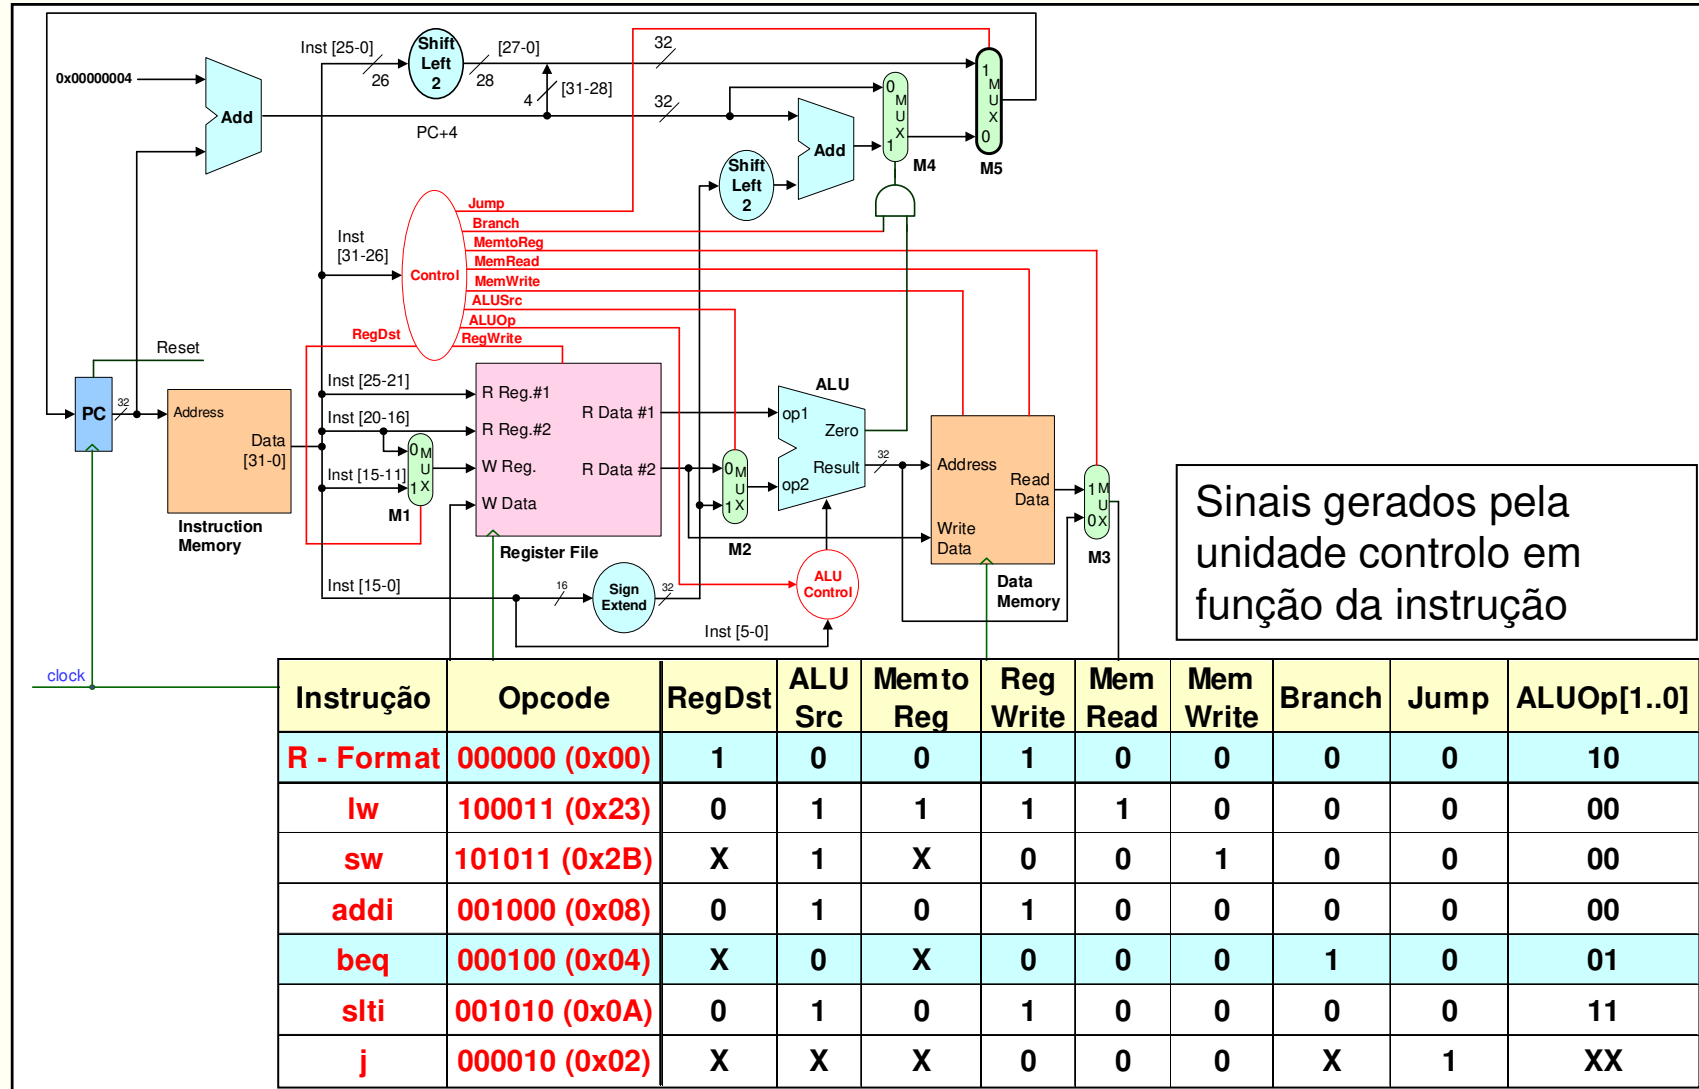 Inst [25-0]
26
Shift
Left
2
[27-0]
28
32
0x00000004
Add
4
[31-28]
PC+4
32
0
M
U
X
1
M4
1
M
U
X
0
M5
Add
Shift
Left
2
Inst
[31-26]
Control
Jump
Branch
MemtoReg
MemRead
MemWrite
ALUSrc
ALUOp
RegWrite
RegDst
Reset
PC
32
Address
Data
[31-0]
Instruction
Memory
Inst [25-21]
Inst [20-16]
Inst [15-11]
0
M
U
X
1
M1
R Reg.#1
R Reg.#2
W Reg.
W Data
R Data #1
R Data #2
Register File
0
M
U
X
1
M2
ALU
op1
Zero
Result
op2
32
Address
Read
Data
Write
Data
Data
Memory
1
M
U
X
0
M3
Inst [15-0]
16
Sign
Extend
32
ALU
Control
Inst [5-0]
clock
Sinais gerados pela
unidade controlo em
função da instrução
Instrução Opcode RegDst ALU Src Memto Reg Reg Write Mem Read Mem Write Branch Jump ALUOp[1..0]
R - Format 000000 (0x00) 1 0 0 1 0 0 0 0 10
lw 100011 (0x23) 0 1 1 1 1 0 0 0 00
sw 101011 (0x2B) X 1 X 0 0 1 0 0 00
addi 001000 (0x08) 0 1 0 1 0 0 0 0 00
beq 000100 (0x04) X 0 X 0 0 0 1 0 01
slti 001010 (0x0A) 0 1 0 1 0 0 0 0 11
j 000010 (0x02) X X X 0 0 0 X 1 XX